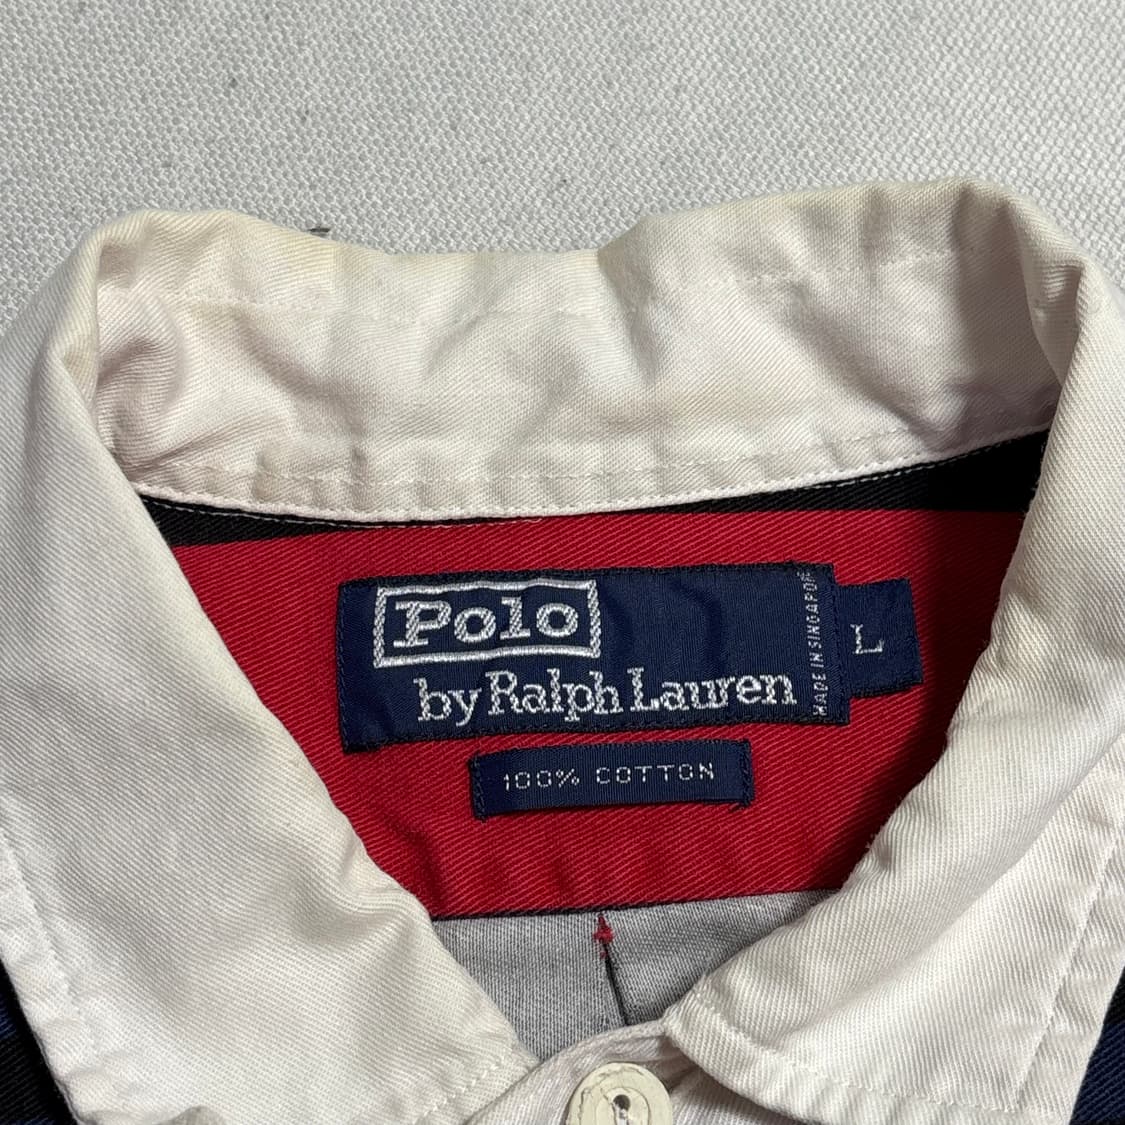 Polo
by Ralph Lauren
MADE IN SINGAPORE
L
100% COTTON